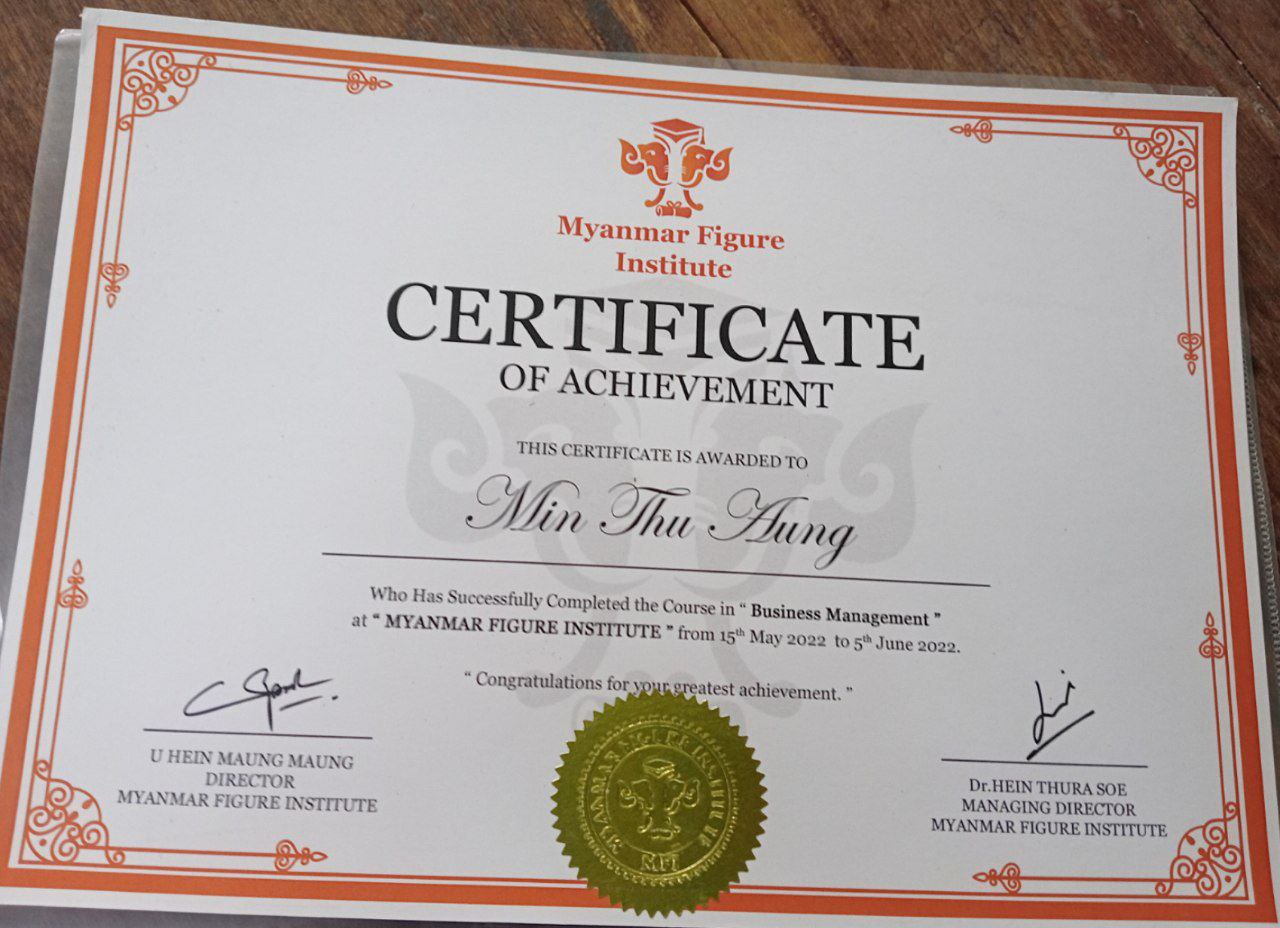 Myanmar Figure
Institute
CERTIFICATE
OF ACHIEVEMENT
THIS CERTIFICATE IS AWARDED TO
Min Thu Aung
Who Has Successfully Completed the Course in “ Business Management ”
at “ MYANMAR FIGURE INSTITUTE ” from 15th May 2022 to 5th June 2022.
“ Congratulations for your greatest achievement. ”
U HEIN MAUNG MAUNG
DIRECTOR
MYANMAR FIGURE INSTITUTE
Dr.HEIN THURA SOE
MANAGING DIRECTOR
MYANMAR FIGURE INSTITUTE
MYANMAR FIGURE INSTITUTE
MFI